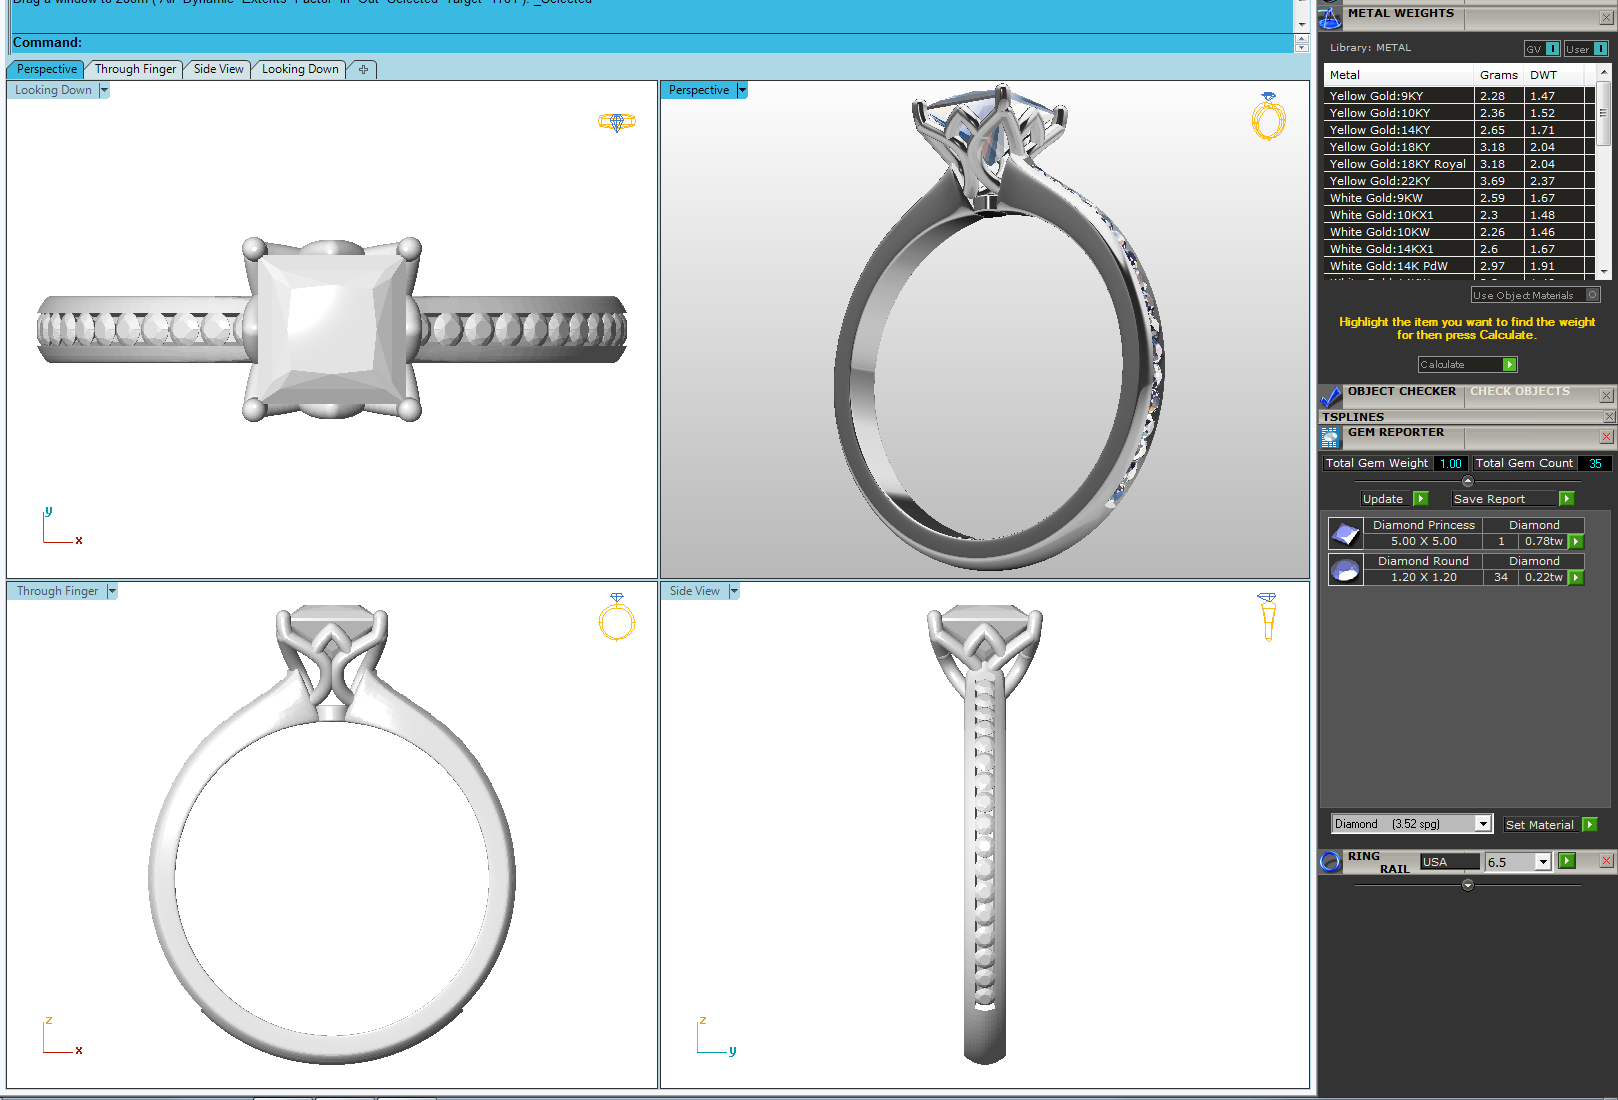 Drag a window to zoom ( All Dynamic Extents Factor In Out Selected Target 1To1 ): _Selected
Command:
Perspective
Through Finger
Side View
Looking Down
Looking Down
Perspective
y
x
Through Finger
Side View
z
x
z
y
METAL WEIGHTS
Library: METAL
GV
User
Metal Grams DWT
Yellow Gold:9KY 2.28 1.47
Yellow Gold:10KY 2.36 1.52
Yellow Gold:14KY 2.65 1.71
Yellow Gold:18KY 3.18 2.04
Yellow Gold:18KY Royal 3.18 2.04
Yellow Gold:22KY 3.69 2.37
White Gold:9KW 2.59 1.67
White Gold:10KX1 2.3 1.48
White Gold:10KW 2.26 1.46
White Gold:14KX1 2.6 1.67
White Gold:14K PdW 2.97 1.91
Use Object Materials
Highlight the item you want to find the weight
for then press Calculate.
Calculate
OBJECT CHECKER CHECK OBJECTS
TSPLINES
GEM REPORTER
Total Gem Weight 1.00 Total Gem Count 35
Update Save Report
Diamond Princess Diamond
5.00 X 5.00 1 0.78tw
Diamond Round Diamond
1.20 X 1.20 34 0.22tw
Diamond (3.52 spg) Set Material
RING
RAIL USA 6.5